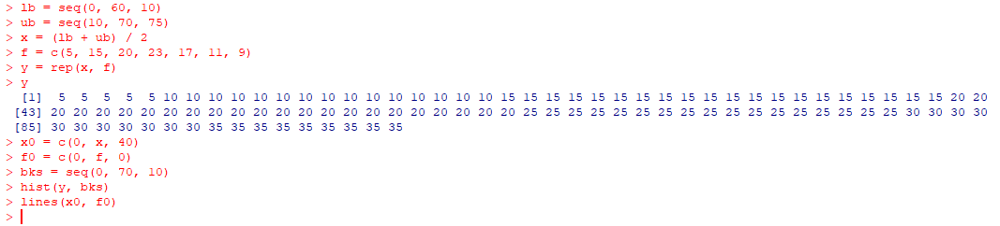 > lb = seq(0, 60, 10)
> ub = seq(10, 70, 75)
> x = (lb + ub) / 2
> f = c(5, 15, 20, 23, 17, 11, 9)
> y = rep(x, f)
> y
[1] 5 5 5 5 5 10 10 10 10 10 10 10 10 10 10 10 10 10 10 10 15 15 15 15 15 15 15 15 15 15 15 15 15 15 15 15 15 15 15 15 20 20
[43] 20 20 20 20 20 20 20 20 20 20 20 20 20 20 20 20 20 20 20 20 20 25 25 25 25 25 25 25 25 25 25 25 25 25 25 25 25 25 30 30 30 30
[85] 30 30 30 30 30 30 30 35 35 35 35 35 35 35 35 35
> x0 = c(0, x, 40)
> f0 = c(0, f, 0)
> bks = seq(0, 70, 10)
> hist(y, bks)
> lines(x0, f0)
>